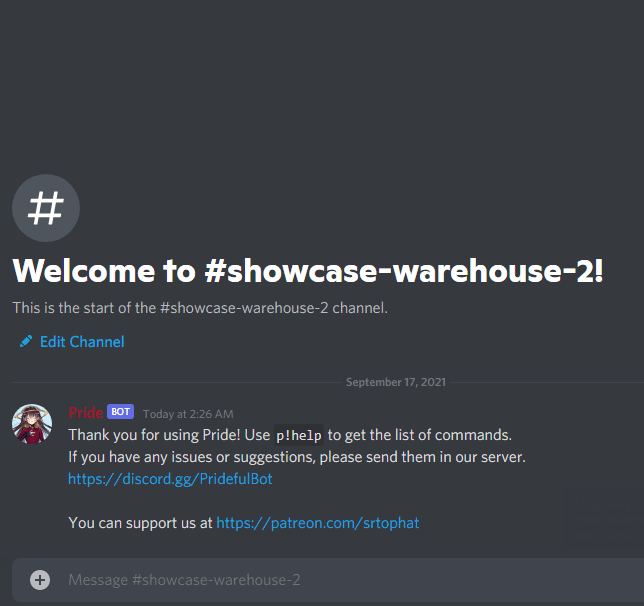 Welcome to #showcase-warehouse-2!
This is the start of the #showcase-warehouse-2 channel.
Edit Channel
September 17, 2021
Pride BOT Today at 2:26 AM
Thank you for using Pride! Use p!help to get the list of commands.
If you have any issues or suggestions, please send them in our server.
https://discord.gg/PridefulBot
You can support us at https://patreon.com/srtophat
Message #showcase-warehouse-2